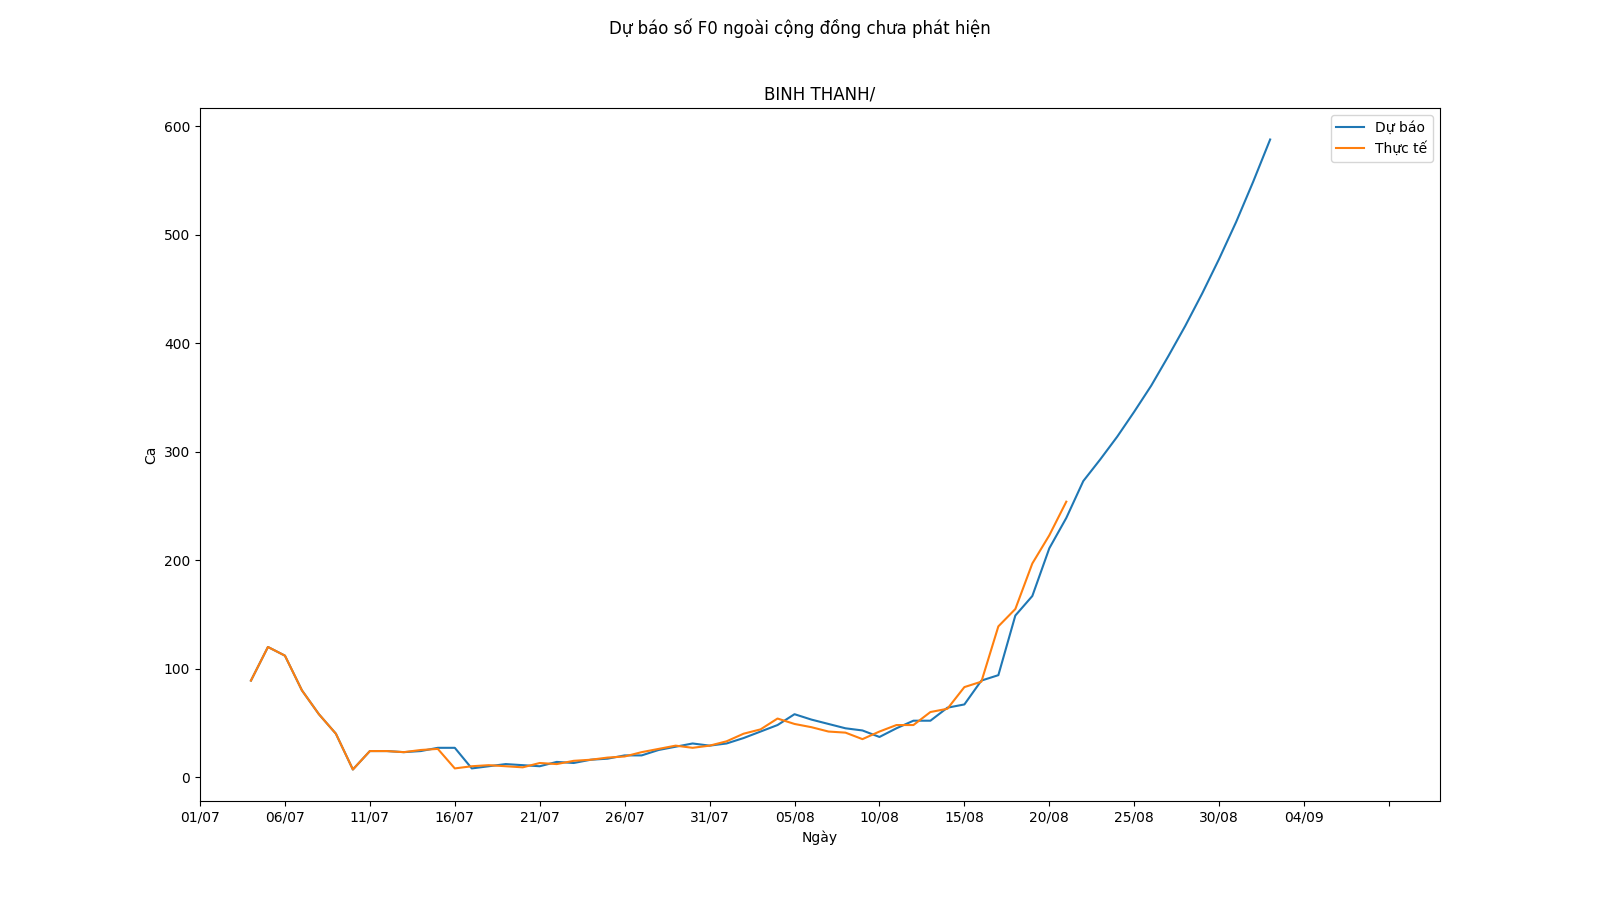 Dự báo số F0 ngoài cộng đồng chưa phát hiện
BINH THANH/
Dự báo
Thực tế
600
500
400
300
200
100
0
Ca
01/07 06/07 11/07 16/07 21/07 26/07 31/07 05/08 10/08 15/08 20/08 25/08 30/08 04/09
Ngày